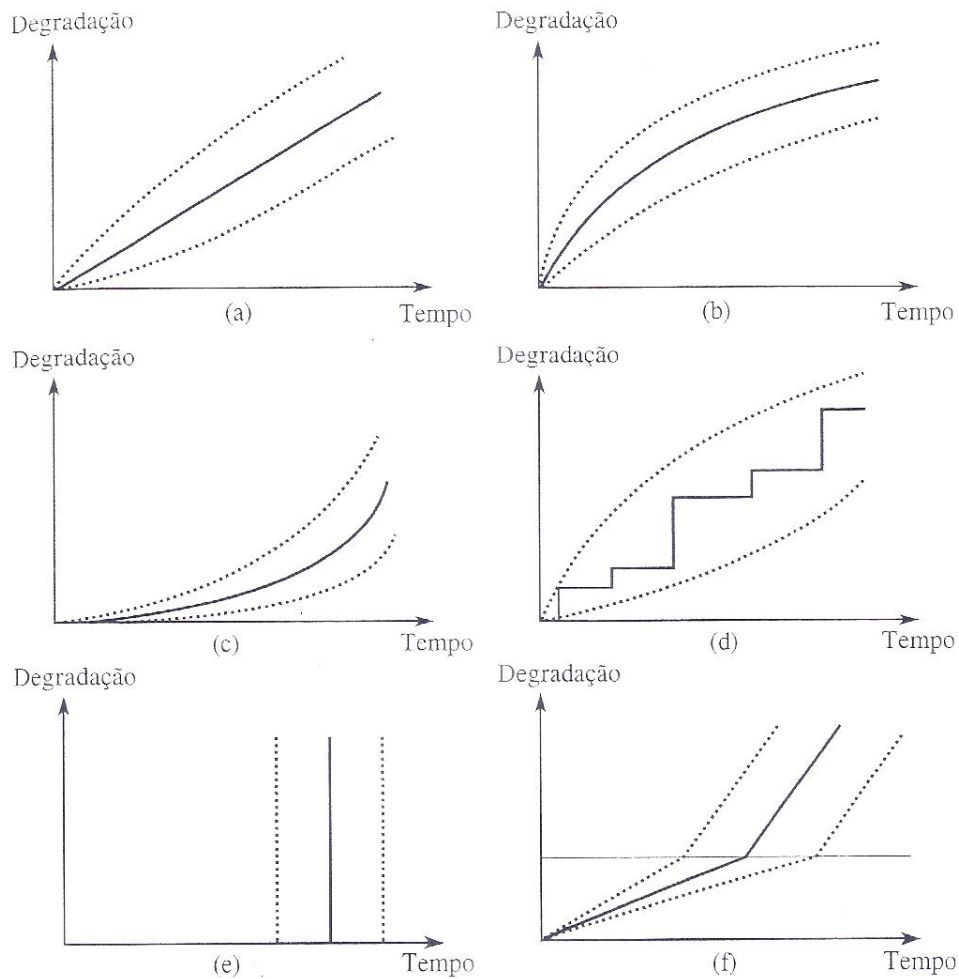 Degradação
Degradação
(a)
Tempo
(b)
Tempo
Degradação
Degradação
(c)
Tempo
(d)
Tempo
Degradação
Degradação
(e)
Tempo
(f)
Tempo